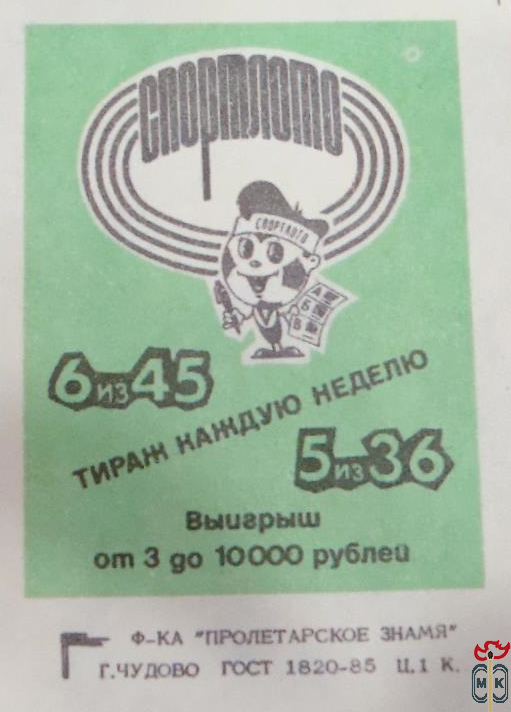 СПОРТЛОТО
СПОРТЛОТО
А
Б
В
6 из 45
ТИРАЖ КАЖДУЮ НЕДЕЛЮ
5 из 36
Выигрыш
от 3 до 10000 рублей
Ф-КА "ПРОЛЕТАРСКОЕ ЗНАМЯ"
Г.ЧУДОВО ГОСТ 1820-85 Ц.1 К.
МК